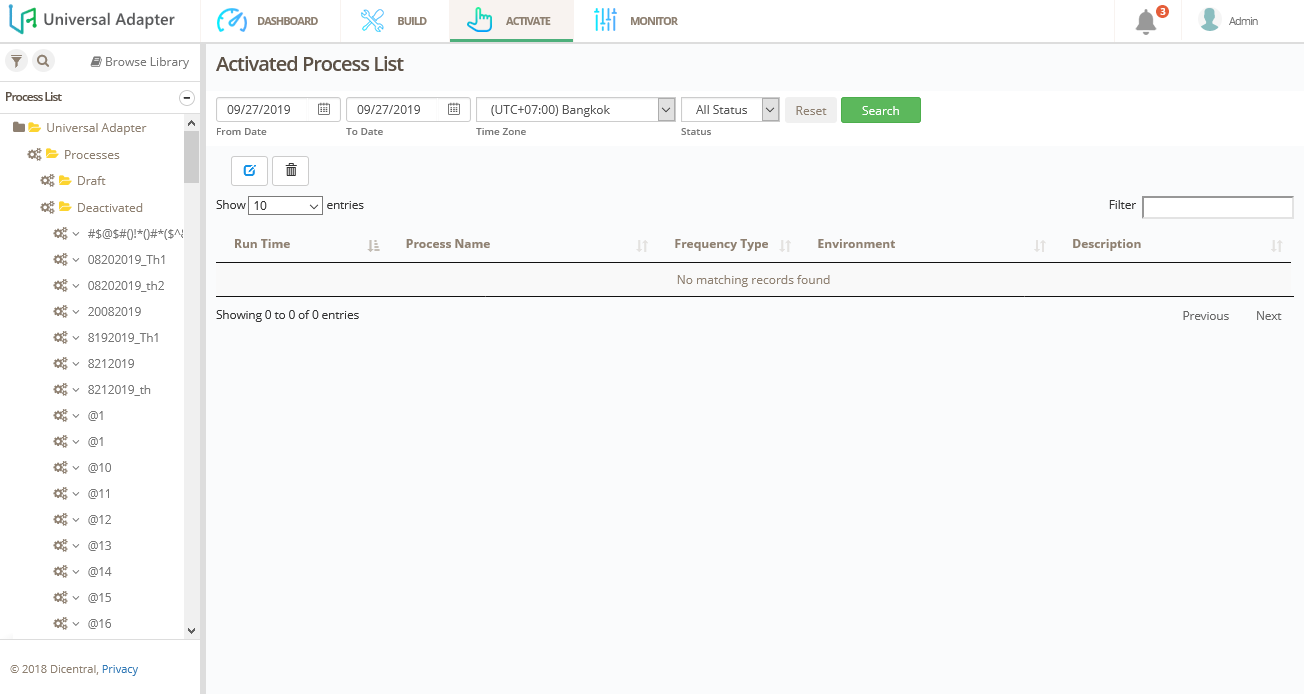 Universal Adapter
DASHBOARD
BUILD
ACTIVATE
MONITOR
3
Admin
Browse Library
Process List
Universal Adapter
Processes
Draft
Deactivated
#$@$#()!*()#*($^
08202019_Th1
08202019_th2
20082019
8192019_Th1
8212019
8212019_th
@1
@1
@10
@11
@12
@13
@14
@15
@16
© 2018 Dicentral, Privacy
Activated Process List
09/27/2019
09/27/2019
(UTC+07:00) Bangkok
All Status
Reset
Search
From Date
To Date
Time Zone
Status
Show 10 entries
Filter
Run Time
Process Name
Frequency Type
Environment
Description
No matching records found
Showing 0 to 0 of 0 entries
Previous
Next